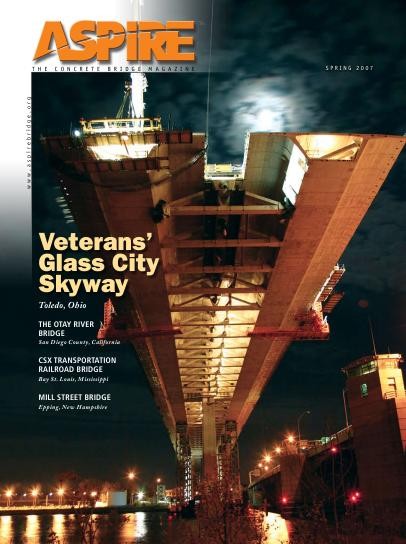 ASPIRE
THE CONCRETE BRIDGE MAGAZINE
SPRING 2007
www.aspirebridge.org
Veterans'
Glass City
Skyway
Toledo, Ohio
THE OTAY RIVER
BRIDGE
San Diego County, California
CSX TRANSPORTATION
RAILROAD BRIDGE
Bay St. Louis, Mississippi
MILL STREET BRIDGE
Epping, New Hampshire